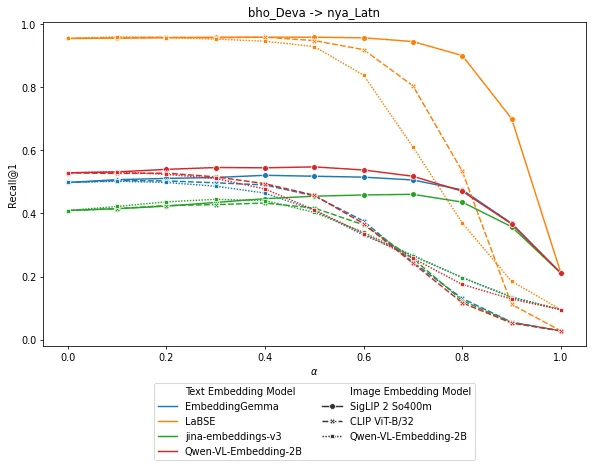 bho_Deva -> nya_Latn
1.0
0.8
0.6
0.4
0.2
0.0
Recall@1
0.0 0.2 0.4 0.6 0.8 1.0
α
Text Embedding Model Image Embedding Model
EmbeddingGemma SigLIP 2 So400m
LaBSE CLIP ViT-B/32
jina-embeddings-v3 Qwen-VL-Embedding-2B
Qwen-VL-Embedding-2B